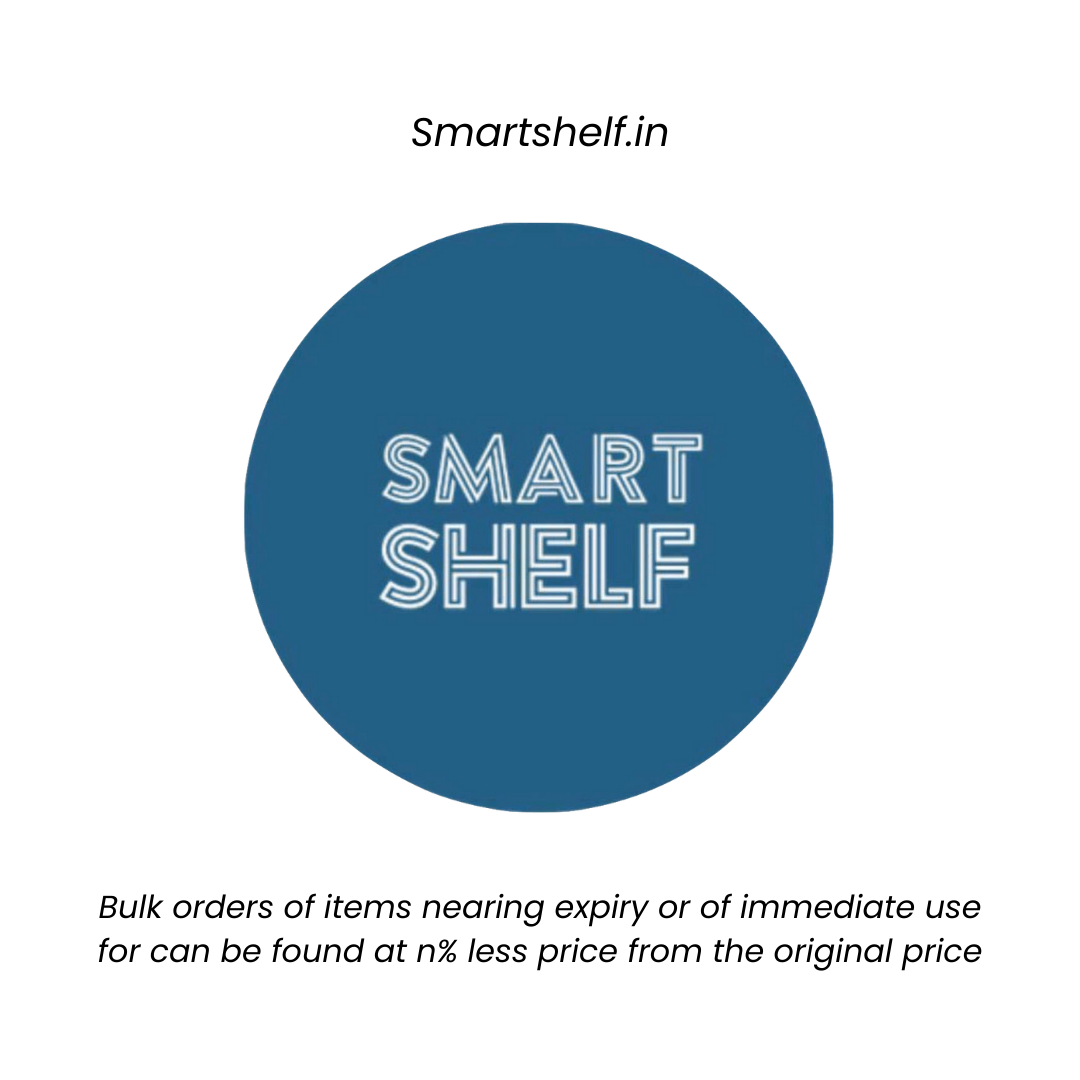 Smartshelf.in
SMART
SHELF
Bulk orders of items nearing expiry or of immediate use
for can be found at n% less price from the original price